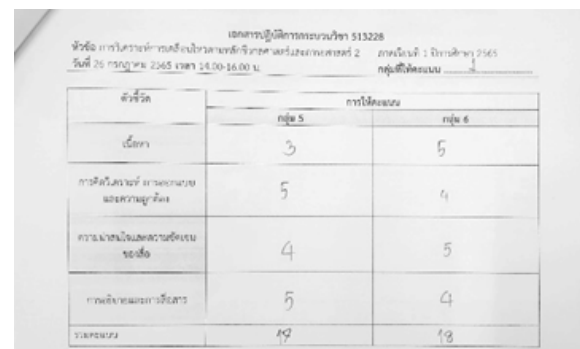 เอกสารปฏิบัติการกระบวนวิชา 513228
หัวข้อ การวิเคราะห์การเคลื่อนไหวตามหลักชีวกลศาสตร์และกายศาสตร์ 2 ภาคเรียนที่ 1 ปีการศึกษา 2565
วันที่ 26 กรกฎาคม 2565 เวลา 14.00-16.00 น. กลุ่มที่ให้คะแนน
ตัวชี้วัด การให้คะแนน
กลุ่ม 5 กลุ่ม 6
เนื้อหา 3 5
การคิดวิเคราะห์ การออกแบบ
และความถูกต้อง 5 4
ความน่าสนใจและความชัดเจน
ของสื่อ 4 5
การอธิบายและการสื่อสาร 5 4
รวมคะแนน 17 18